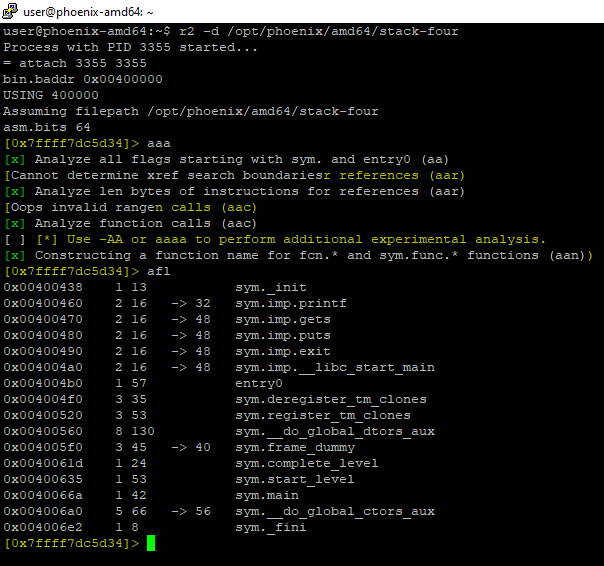 user@phoenix-amd64: ~
user@phoenix-amd64:~$ r2 -d /opt/phoenix/amd64/stack-four
Process with PID 3355 started...
= attach 3355 3355
bin.baddr 0x00400000
USING 400000
Assuming filepath /opt/phoenix/amd64/stack-four
asm.bits 64
[0x7ffff7dc5d34]> aaa
[x] Analyze all flags starting with sym. and entry0 (aa)
[Cannot determine xref search boundariesr references (aar)
[x] Analyze len bytes of instructions for references (aar)
[Oops invalid rangen calls (aac)
[x] Analyze function calls (aac)
[ ] [*] Use -AA or aaaa to perform additional experimental analysis.
[x] Constructing a function name for fcn.* and sym.func.* functions (aan))
[0x7ffff7dc5d34]> afl
0x00400438    1 13           sym._init
0x00400460    2 16   -> 32   sym.imp.printf
0x00400470    2 16   -> 48   sym.imp.gets
0x00400480    2 16   -> 48   sym.imp.puts
0x00400490    2 16   -> 48   sym.imp.exit
0x004004a0    2 16   -> 48   sym.imp.__libc_start_main
0x004004b0    1 57           entry0
0x004004f0    3 35           sym.deregister_tm_clones
0x00400520    3 53           sym.register_tm_clones
0x00400560    8 130          sym.__do_global_dtors_aux
0x004005f0    3 45   -> 40   sym.frame_dummy
0x0040061d    1 24           sym.complete_level
0x00400635    1 53           sym.start_level
0x0040066a    1 42           sym.main
0x004006a0    5 66   -> 56   sym.__do_global_ctors_aux
0x004006e2    1 8            sym._fini
[0x7ffff7dc5d34]>